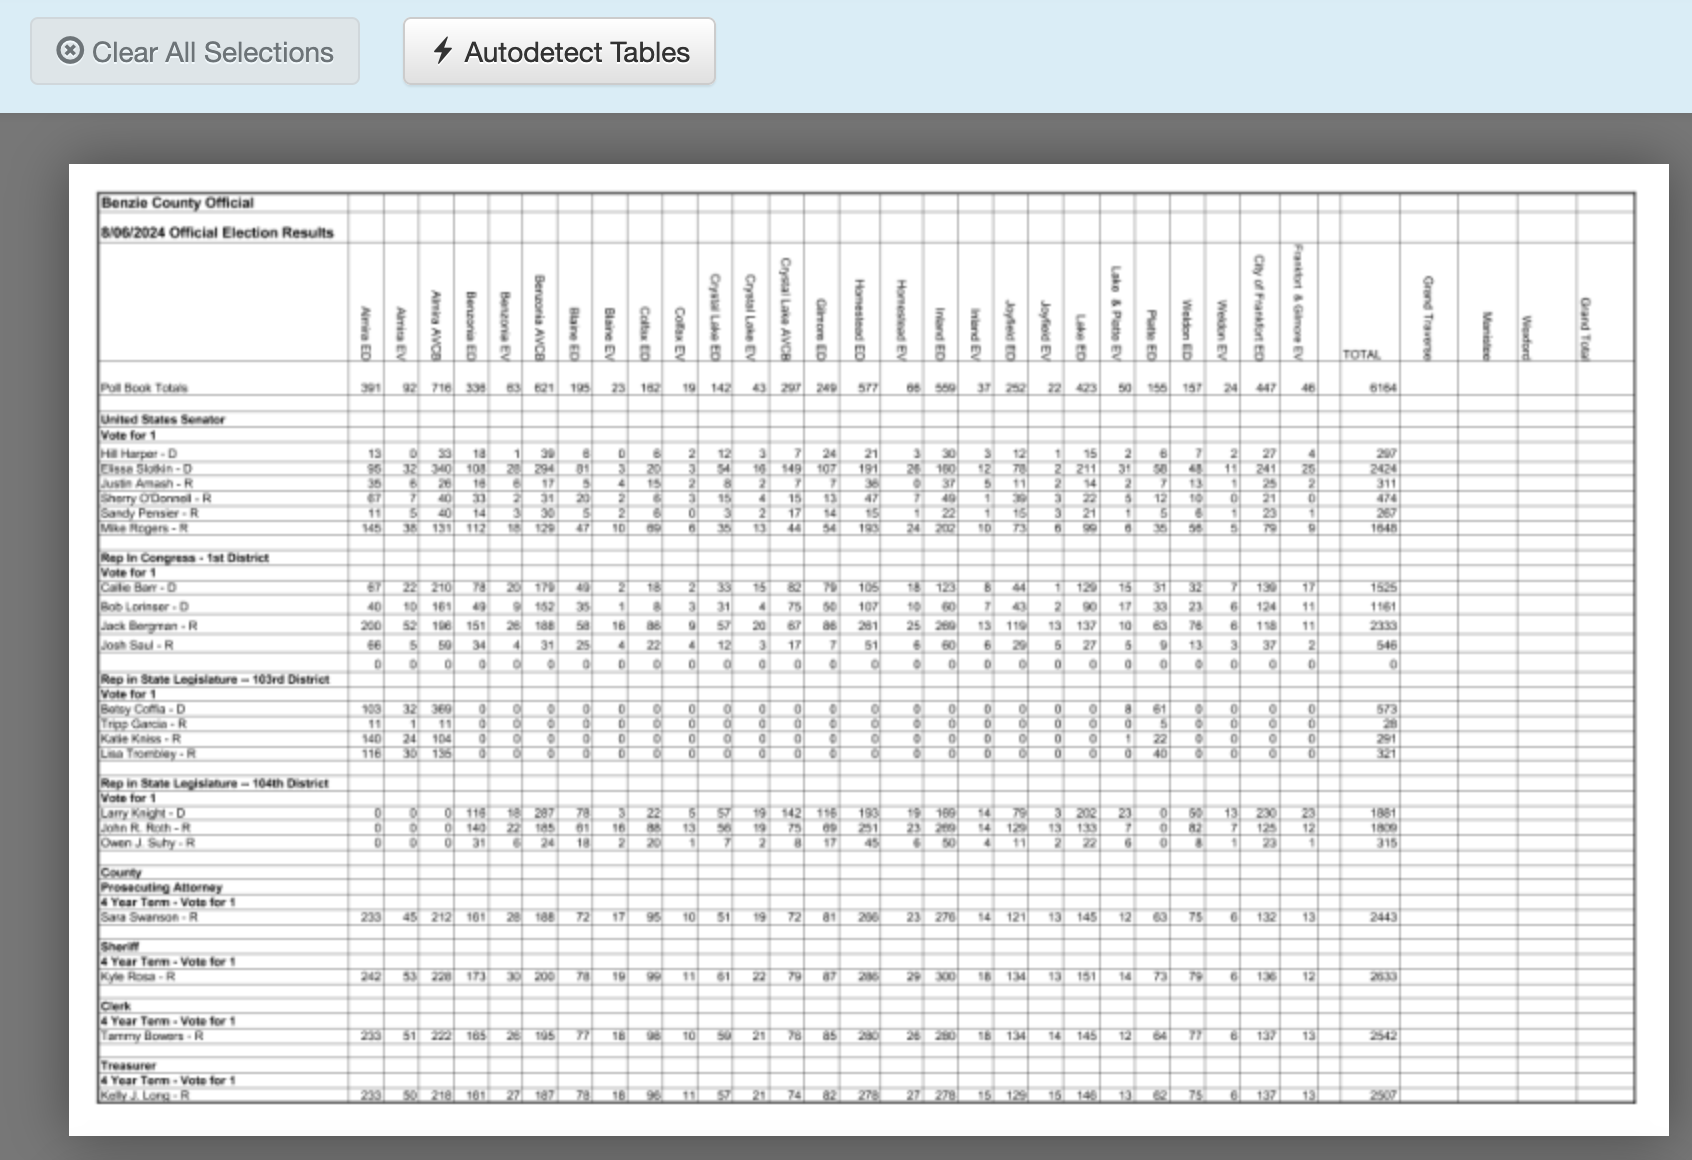 Clear All Selections Autodetect Tables
Benzie County Official
8/06/2024 Official Election Results
Almira ED Almira EV Almira AVCB Benzonia ED Benzonia EV Benzonia AVCB Blaine ED Blaine EV Colfax ED Colfax EV Crystal Lake ED Crystal Lake EV Crystal Lake AVCB Gilmore ED Homestead ED Homestead EV Inland ED Inland EV Joyfield ED Joyfield EV Lake ED Lake & Platte EV Platte ED Weldon ED Weldon EV City of Frankfort ED Frankfort & Gilmore EV TOTAL Grand Traverse Manistee Wexford Grand Total
Poll Book Totals 391 92 716 336 63 621 195 23 162 19 142 43 297 249 577 66 559 37 252 22 423 50 155 157 24 447 46 6164
United States Senator
Vote for 1
Hill Harper - D 13 0 33 18 1 39 6 0 6 2 12 3 7 24 21 3 30 3 12 1 15 2 6 7 2 27 4 297
Elissa Slotkin - D 95 32 340 108 28 294 81 3 20 3 54 16 149 107 191 26 160 12 78 2 211 31 58 48 11 241 25 2424
Justin Amash - R 35 6 26 16 6 17 5 4 15 2 8 2 7 7 36 0 37 5 11 2 14 2 7 13 1 25 2 311
Sherry O'Donnell - R 67 7 40 33 2 31 20 2 6 3 15 4 15 13 47 7 49 1 39 3 22 5 12 10 0 21 0 474
Sandy Pensler - R 11 5 40 14 3 30 5 2 6 0 3 2 17 14 15 1 22 1 15 3 21 1 5 6 1 23 1 267
Mike Rogers - R 145 38 131 112 18 129 47 10 69 6 35 13 44 54 193 24 202 10 73 6 99 6 35 56 5 79 9 1648
Rep In Congress - 1st District
Vote for 1
Callie Barr - D 67 22 210 78 20 179 49 2 18 2 33 15 82 79 105 18 123 8 44 1 129 15 31 32 7 139 17 1525
Bob Lorinser - D 40 10 161 49 9 152 35 1 8 3 31 4 75 50 107 10 60 7 43 2 90 17 33 23 6 124 11 1161
Jack Bergman - R 200 52 196 151 26 188 58 16 86 9 57 20 67 86 261 25 269 13 119 13 137 10 63 76 6 118 11 2333
Josh Saul - R 66 5 59 34 4 31 25 4 22 4 12 3 17 7 51 6 60 6 29 5 27 5 9 13 3 37 2 546
0 0 0 0 0 0 0 0 0 0 0 0 0 0 0 0 0 0 0 0 0 0 0 0 0 0 0 0
Rep in State Legislature -- 103rd District
Vote for 1
Betsy Coffia - D 103 32 369 0 0 0 0 0 0 0 0 0 0 0 0 0 0 0 0 0 0 8 61 0 0 0 0 573
Tripp Garcia - R 11 1 11 0 0 0 0 0 0 0 0 0 0 0 0 0 0 0 0 0 0 0 5 0 0 0 0 28
Katie Kniss - R 140 24 104 0 0 0 0 0 0 0 0 0 0 0 0 0 0 0 0 0 0 1 22 0 0 0 0 291
Lisa Trombley - R 116 30 135 0 0 0 0 0 0 0 0 0 0 0 0 0 0 0 0 0 0 0 40 0 0 0 0 321
Rep in State Legislature -- 104th District
Vote for 1
Larry Knight - D 0 0 0 116 18 287 78 3 22 5 57 19 142 116 193 19 169 14 79 3 202 23 0 50 13 230 23 1881
John R. Roth - R 0 0 0 140 22 185 61 16 88 13 56 19 75 69 251 23 269 14 129 13 133 7 0 82 7 125 12 1809
Owen J. Suhy - R 0 0 0 31 6 24 18 2 20 1 7 2 8 17 45 6 50 4 11 2 22 6 0 8 1 23 1 315
County
Prosecuting Attorney
4 Year Term - Vote for 1
Sara Swanson - R 233 45 212 161 28 188 72 17 95 10 51 19 72 81 266 23 276 14 121 13 145 12 63 75 6 132 13 2443
Sheriff
4 Year Term - Vote for 1
Kyle Rosa - R 242 53 228 173 30 200 78 19 99 11 61 22 79 87 286 29 300 18 134 13 151 14 73 79 6 136 12 2633
Clerk
4 Year Term - Vote for 1
Tammy Bowers - R 233 51 222 165 26 195 77 18 98 10 59 21 76 85 280 26 280 18 134 14 145 12 64 77 6 137 13 2542
Treasurer
4 Year Term - Vote for 1
Kelly J. Long - R 233 50 218 161 27 187 78 18 96 11 57 21 74 82 278 27 278 15 129 15 146 13 62 75 6 137 13 2507